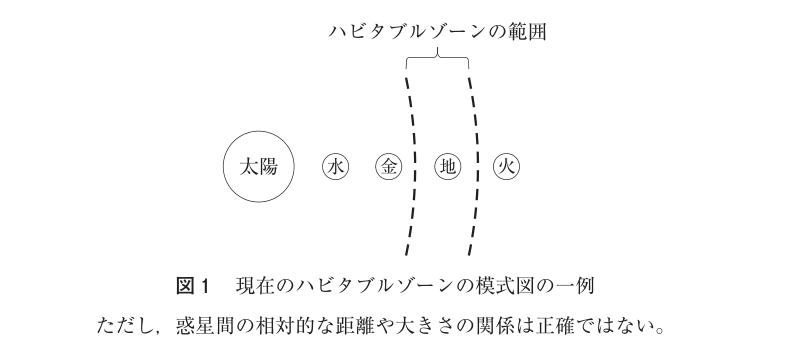 ハビタブルゾーンの範囲
太陽 水 金 地 火
図1 現在のハビタブルゾーンの模式図の一例
ただし，惑星間の相対的な距離や大きさの関係は正確ではない。